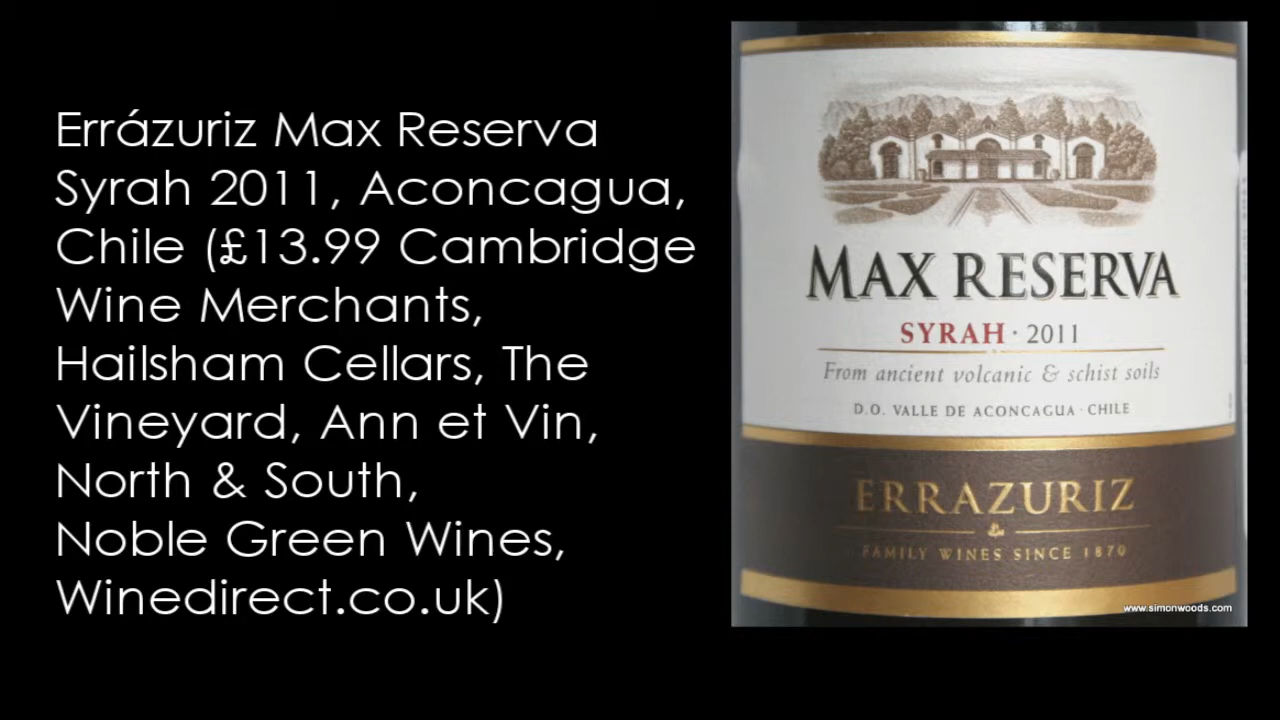 Errázuriz Max Reserva
Syrah 2011, Aconcagua,
Chile (£13.99 Cambridge
Wine Merchants,
Hailsham Cellars, The
Vineyard, Ann et Vin,
North & South,
Noble Green Wines,
Winedirect.co.uk)
MAX RESERVA
SYRAH · 2011
From ancient volcanic & schist soils
D.O. VALLE DE ACONCAGUA · CHILE
ERRAZURIZ
FAMILY WINES SINCE 1870
www.simonwoods.com